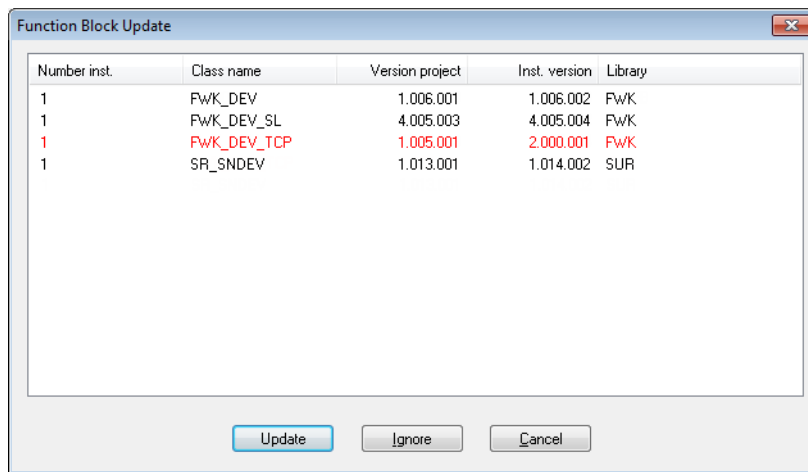 Function Block Update
Number inst. Class name Version project Inst. version Library
1 FWK_DEV 1.006.001 1.006.002 FWK
1 FWK_DEV_SL 4.005.003 4.005.004 FWK
1 FWK_DEV_TCP 1.005.001 2.000.001 FWK
1 SR_SNDEV 1.013.001 1.014.002 SUR
Update Ignore Cancel